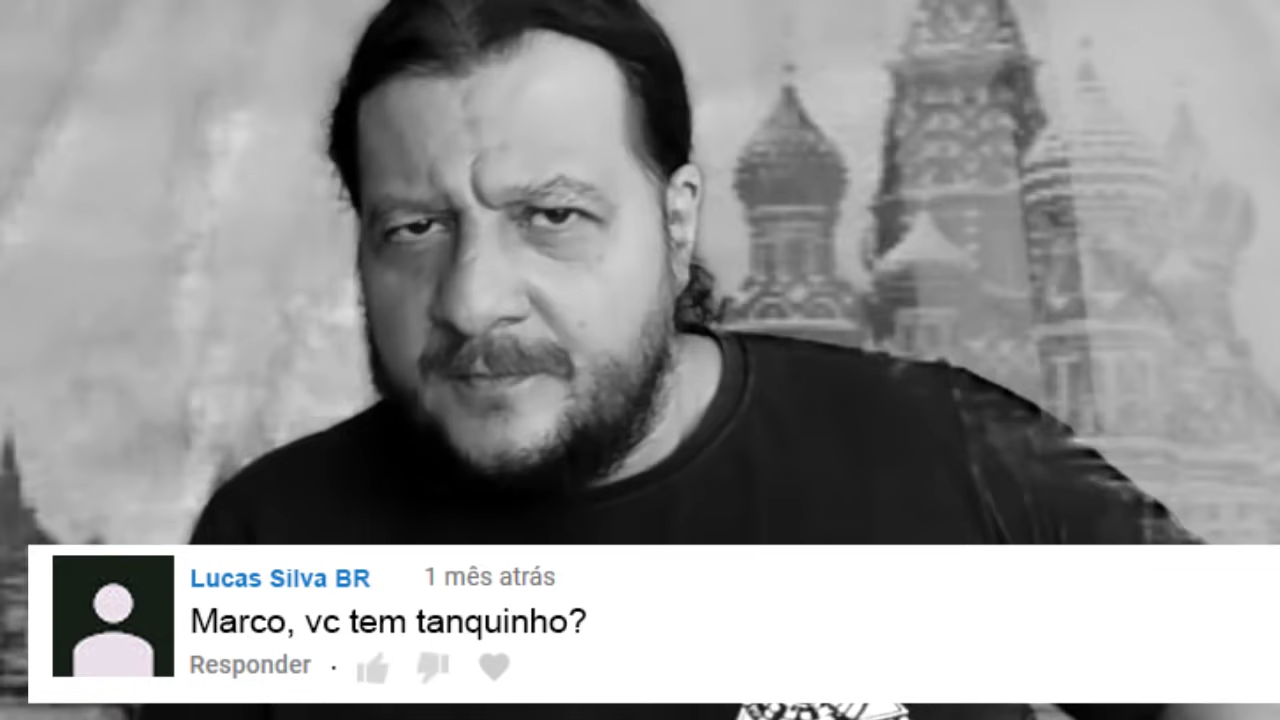 Lucas Silva BR 1 mês atrás
Marco, vc tem tanquinho?
Responder ·